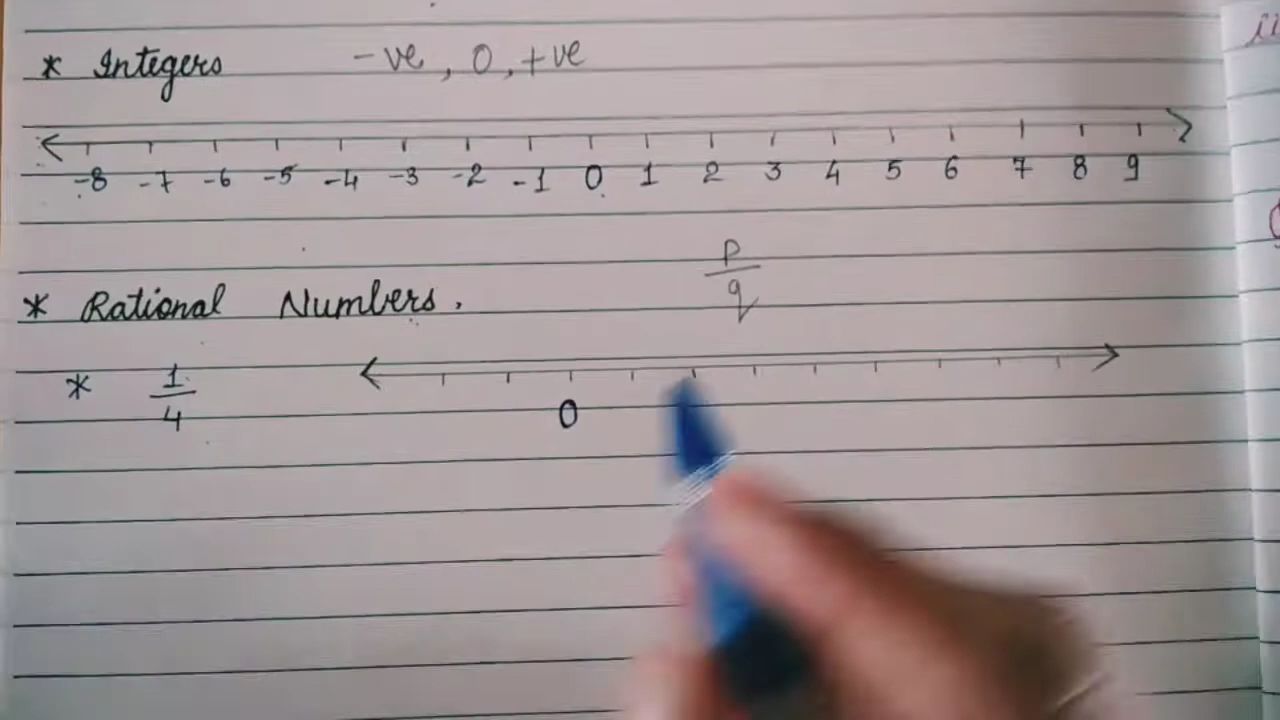 * Integers -ve, 0, +ve
-8 -7 -6 -5 -4 -3 -2 -1 0 1 2 3 4 5 6 7 8 9
p/q
* Rational Numbers.
* 1/4
0